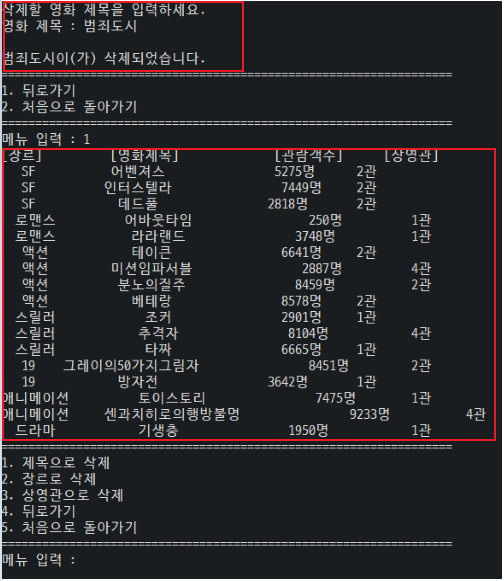 삭제할 영화 제목을 입력하세요.
영화 제목 : 범죄도시
범죄도시이(가) 삭제되었습니다.
=======================================================
1. 뒤로가기
2. 처음으로 돌아가기
=======================================================
메뉴 입력 : 1
[장르] [영화제목] [관람객수] [상영관]
SF 어벤져스 5275명 2관
SF 인터스텔라 7449명 2관
SF 데드풀 2818명 2관
로맨스 어바웃타임 250명 1관
로맨스 라라랜드 3748명 1관
액션 테이큰 6641명 2관
액션 미션임파서블 2887명 4관
액션 분노의질주 8459명 2관
액션 베테랑 8578명 2관
스릴러 조커 2901명 1관
스릴러 추격자 8104명 4관
스릴러 타짜 6665명 1관
19 그레이의50가지그림자 8451명 2관
19 방자전 3642명 1관
애니메이션 토이스토리 7475명 1관
애니메이션 센과치히로의행방불명 9233명 4관
드라마 기생충 1950명 1관
=======================================================
1. 제목으로 삭제
2. 장르로 삭제
3. 상영관으로 삭제
4. 뒤로가기
5. 처음으로 돌아가기
=======================================================
메뉴 입력 :